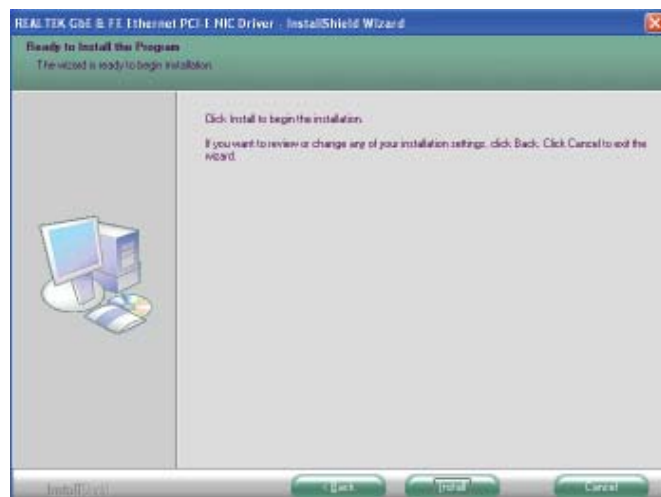 REALTEK GbE & FE Ethernet PCI-E NIC Driver - InstallShield Wizard
Ready to Install the Program
The wizard is ready to begin installation.
Click Install to begin the installation.
If you want to review or change any of your installation settings, click Back. Click Cancel to exit the
wizard.
InstallShield
< Back
Install
Cancel